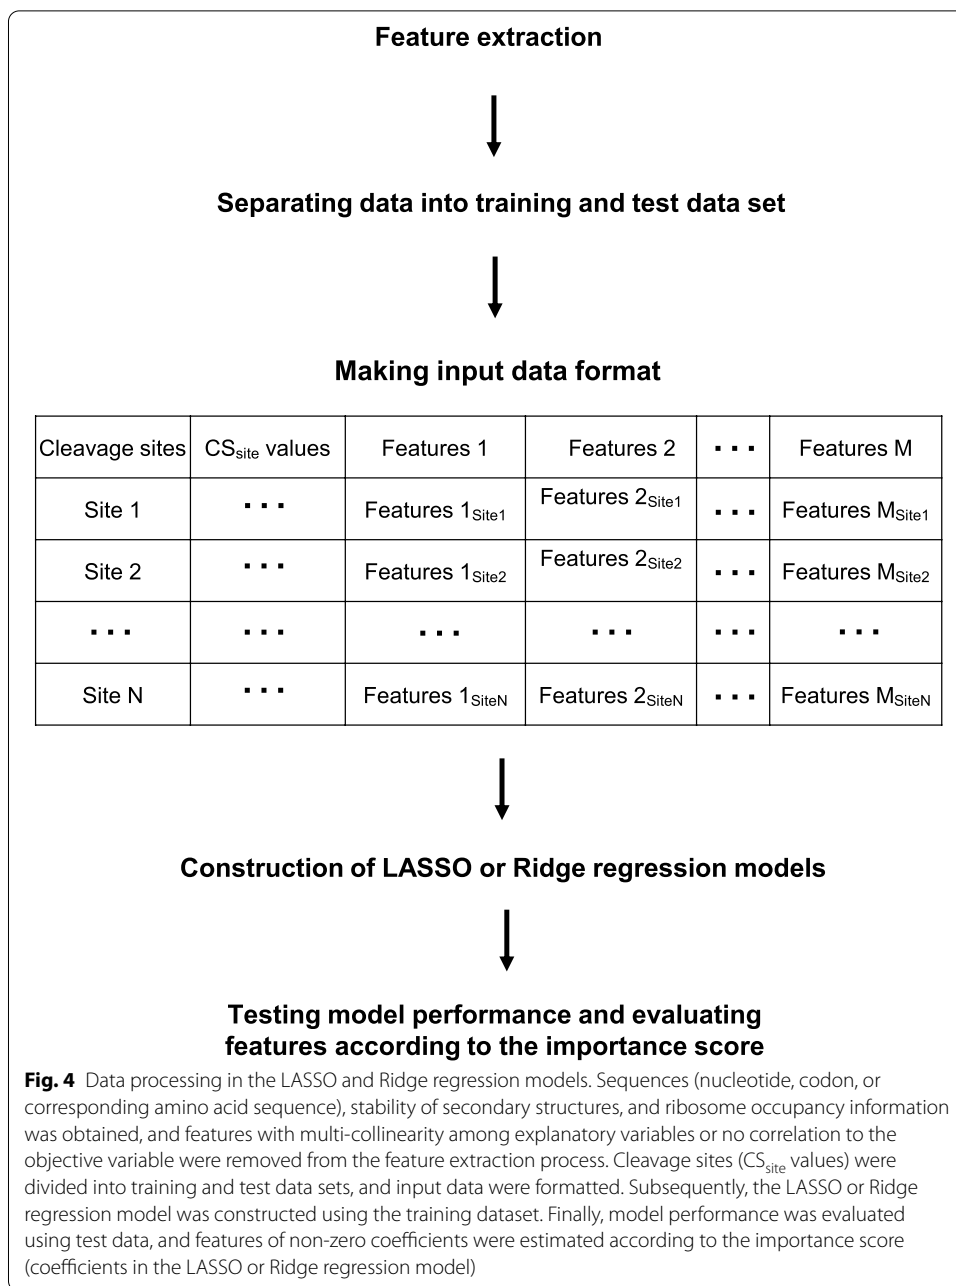 Feature extraction
Separating data into training and test data set
Making input data format
Cleavage sites CSsite values Features 1 Features 2 ... Features M
Site 1 ... Features 1Site1 Features 2Site1 ... Features MSite1
Site 2 ... Features 1Site2 Features 2Site2 ... Features MSite2
... ... ... ... ... ...
Site N ... Features 1SiteN Features 2SiteN ... Features MSiteN
Construction of LASSO or Ridge regression models
Testing model performance and evaluating
features according to the importance score
Fig. 4 Data processing in the LASSO and Ridge regression models. Sequences (nucleotide, codon, or
corresponding amino acid sequence), stability of secondary structures, and ribosome occupancy information
was obtained, and features with multi-collinearity among explanatory variables or no correlation to the
objective variable were removed from the feature extraction process. Cleavage sites (CSsite values) were
divided into training and test data sets, and input data were formatted. Subsequently, the LASSO or Ridge
regression model was constructed using the training dataset. Finally, model performance was evaluated
using test data, and features of non-zero coefficients were estimated according to the importance score
(coefficients in the LASSO or Ridge regression model)